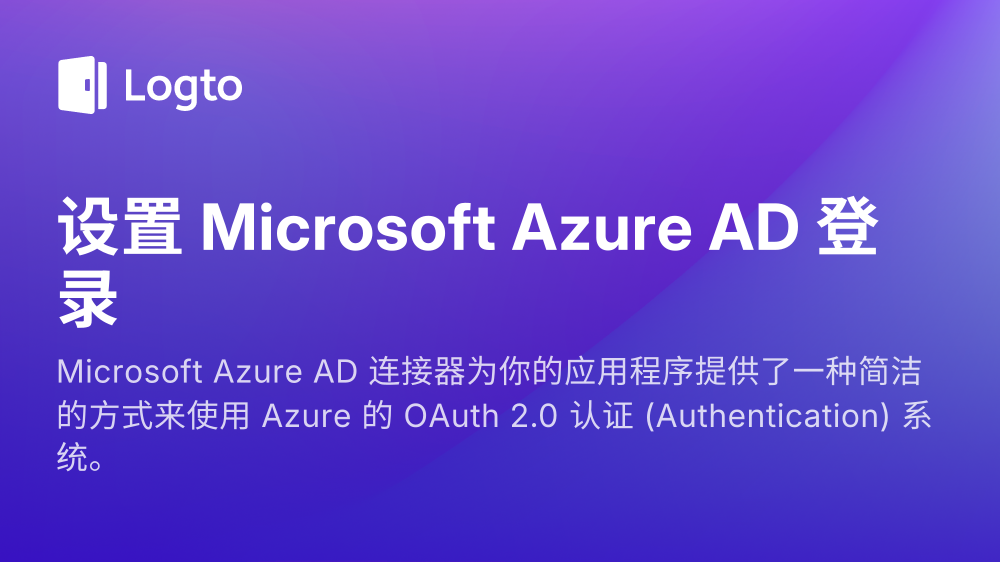 Logto
设置 Microsoft Azure AD 登
录
Microsoft Azure AD 连接器为你的应用程序提供了一种简洁
的方式来使用 Azure 的 OAuth 2.0 认证 (Authentication) 系
统。